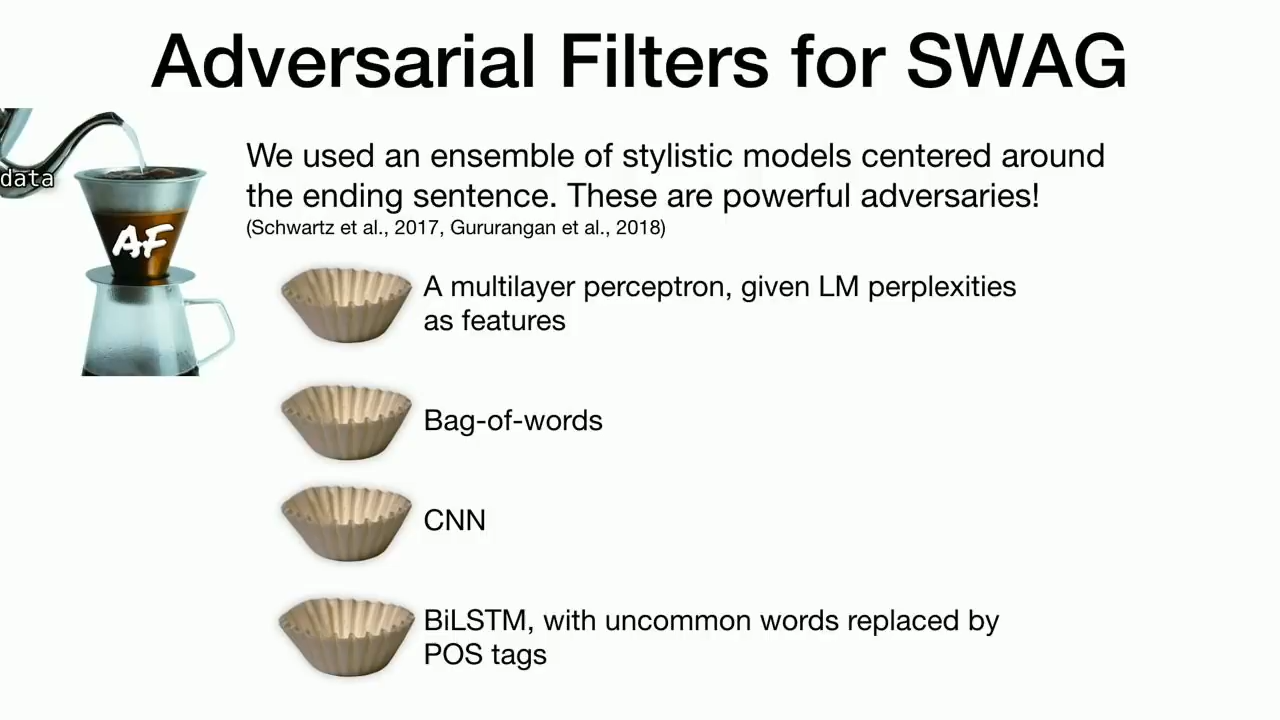 Adversarial Filters for SWAG
data
AF
We used an ensemble of stylistic models centered around
the ending sentence. These are powerful adversaries!
(Schwartz et al., 2017, Gururangan et al., 2018)
A multilayer perceptron, given LM perplexities
as features
Bag-of-words
CNN
BiLSTM, with uncommon words replaced by
POS tags